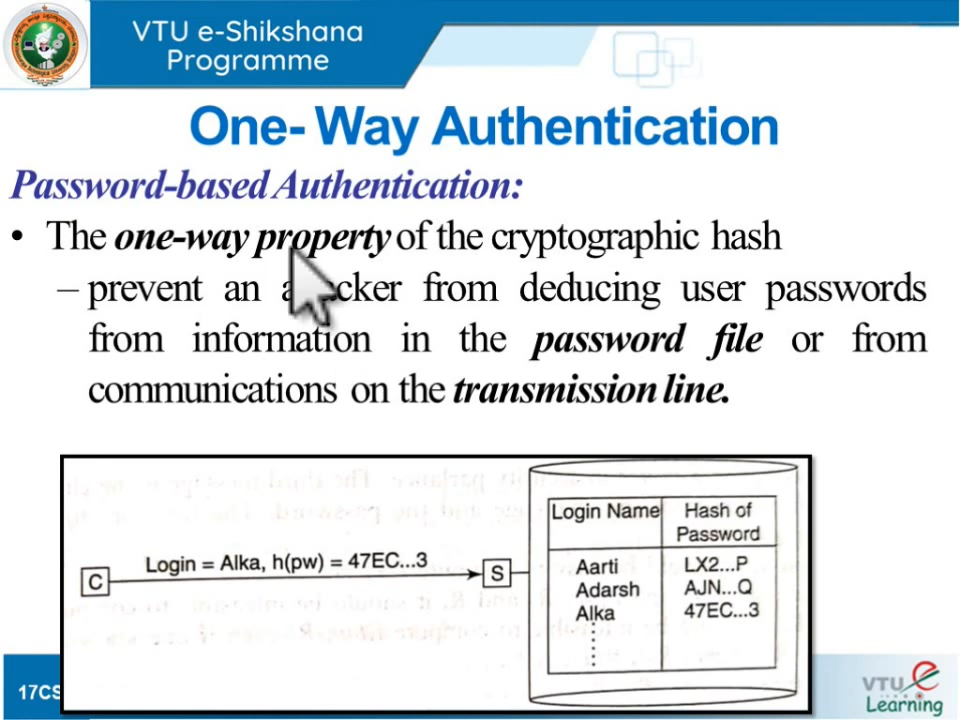 VTU e-Shikshana
Programme
One- Way Authentication
Password-based Authentication:
• The one-way property of the cryptographic hash
– prevent an attacker from deducing user passwords
from information in the password file or from
communications on the transmission line.
Login Name Hash of
Password
Login = Alka, h(pw) = 47EC...3
C S
Aarti LX2...P
Adarsh AJN...Q
Alka 47EC...3
17CS
VTU
Learning